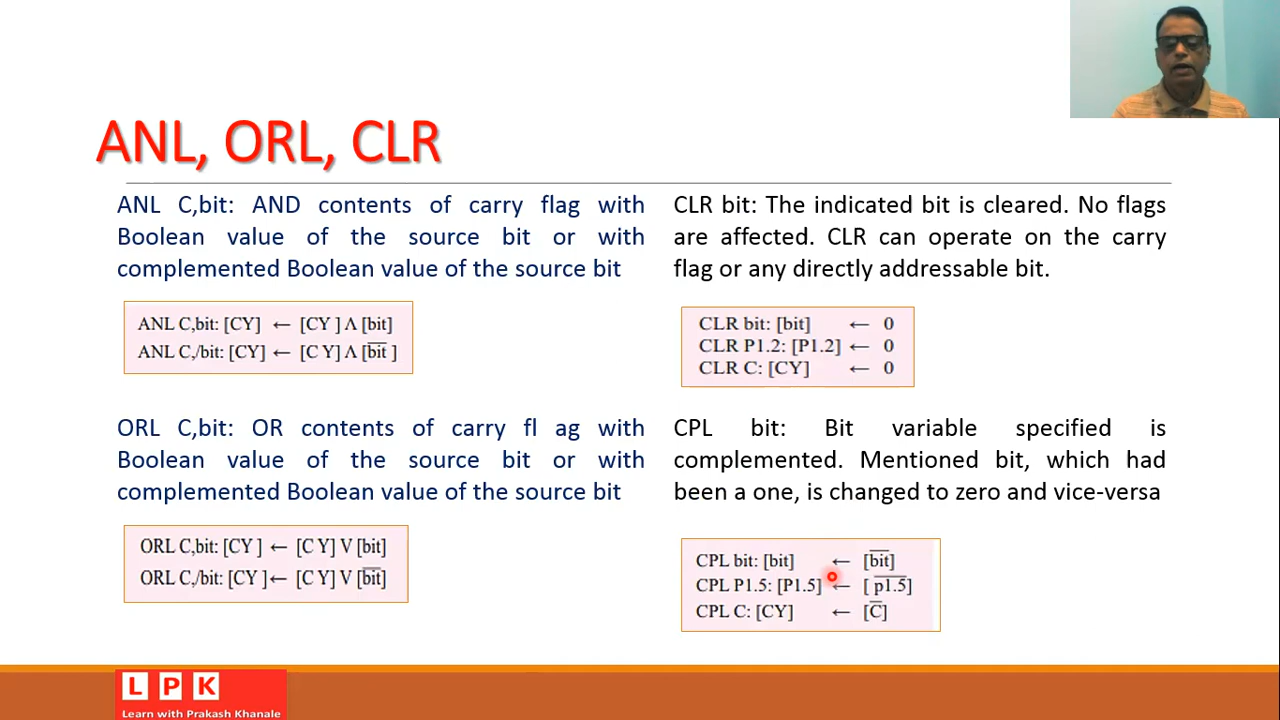 ANL, ORL, CLR
ANL C,bit: AND contents of carry flag with
Boolean value of the source bit or with
complemented Boolean value of the source bit
ANL C,bit: [CY] ← [CY ] Λ [bit]
ANL C,/bit: [CY] ← [C Y] Λ [b̅i̅t̅ ]
ORL C,bit: OR contents of carry fl ag with
Boolean value of the source bit or with
complemented Boolean value of the source bit
ORL C,bit: [CY ] ← [C Y] V [bit]
ORL C,/bit: [CY ]← [C Y] V [b̅i̅t̅]
CLR bit: The indicated bit is cleared. No flags
are affected. CLR can operate on the carry
flag or any directly addressable bit.
CLR bit: [bit] ← 0
CLR P1.2: [P1.2] ← 0
CLR C: [CY] ← 0
CPL bit: Bit variable specified is
complemented. Mentioned bit, which had
been a one, is changed to zero and vice-versa
CPL bit: [bit] ← [b̅i̅t̅]
CPL P1.5: [P1.5] ← [ p̅1̅.̅5̅]
CPL C: [CY] ← [C̅]
L P K
Learn with Prakash Khanale